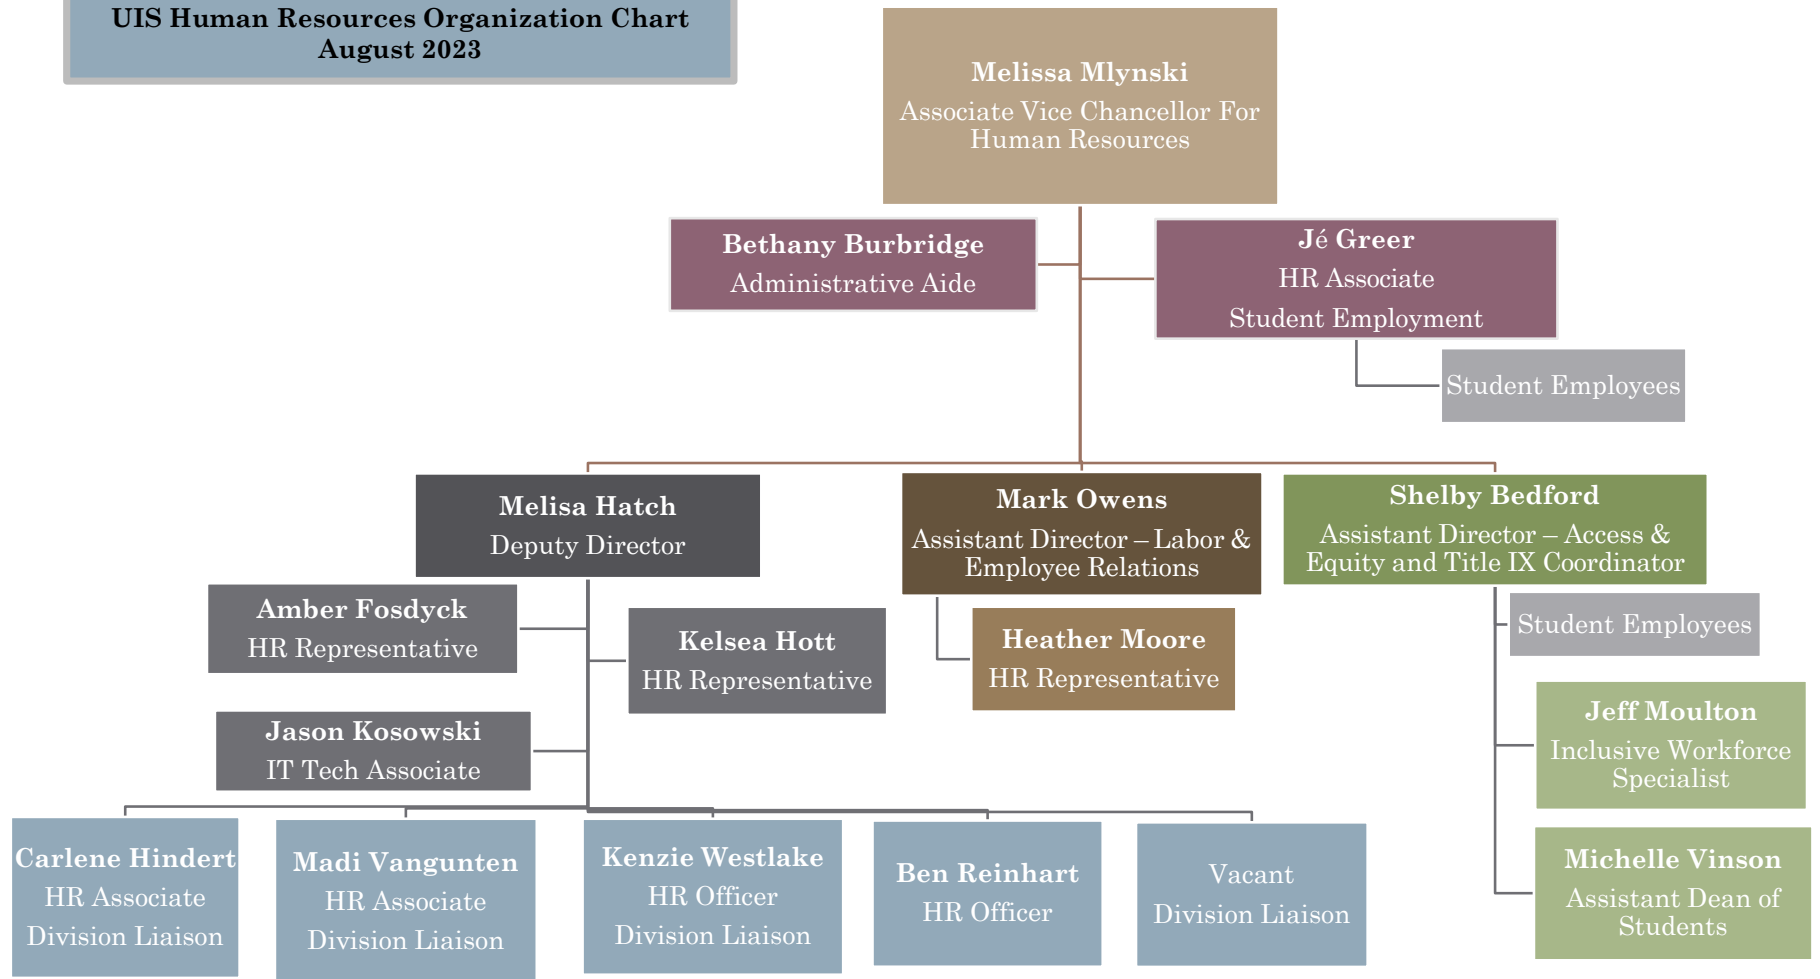 UIS Human Resources Organization Chart
August 2023
Melissa Mlynski
Associate Vice Chancellor For
Human Resources
Bethany Burbridge
Administrative Aide
Jé Greer
HR Associate
Student Employment
Student Employees
Melisa Hatch
Deputy Director
Mark Owens
Assistant Director – Labor &
Employee Relations
Shelby Bedford
Assistant Director – Access &
Equity and Title IX Coordinator
Amber Fosdyck
HR Representative
Kelsea Hott
HR Representative
Heather Moore
HR Representative
Student Employees
Jason Kosowski
IT Tech Associate
Jeff Moulton
Inclusive Workforce
Specialist
Carlene Hindert
HR Associate
Division Liaison
Madi Vangunten
HR Associate
Division Liaison
Kenzie Westlake
HR Officer
Division Liaison
Ben Reinhart
HR Officer
Vacant
Division Liaison
Michelle Vinson
Assistant Dean of
Students